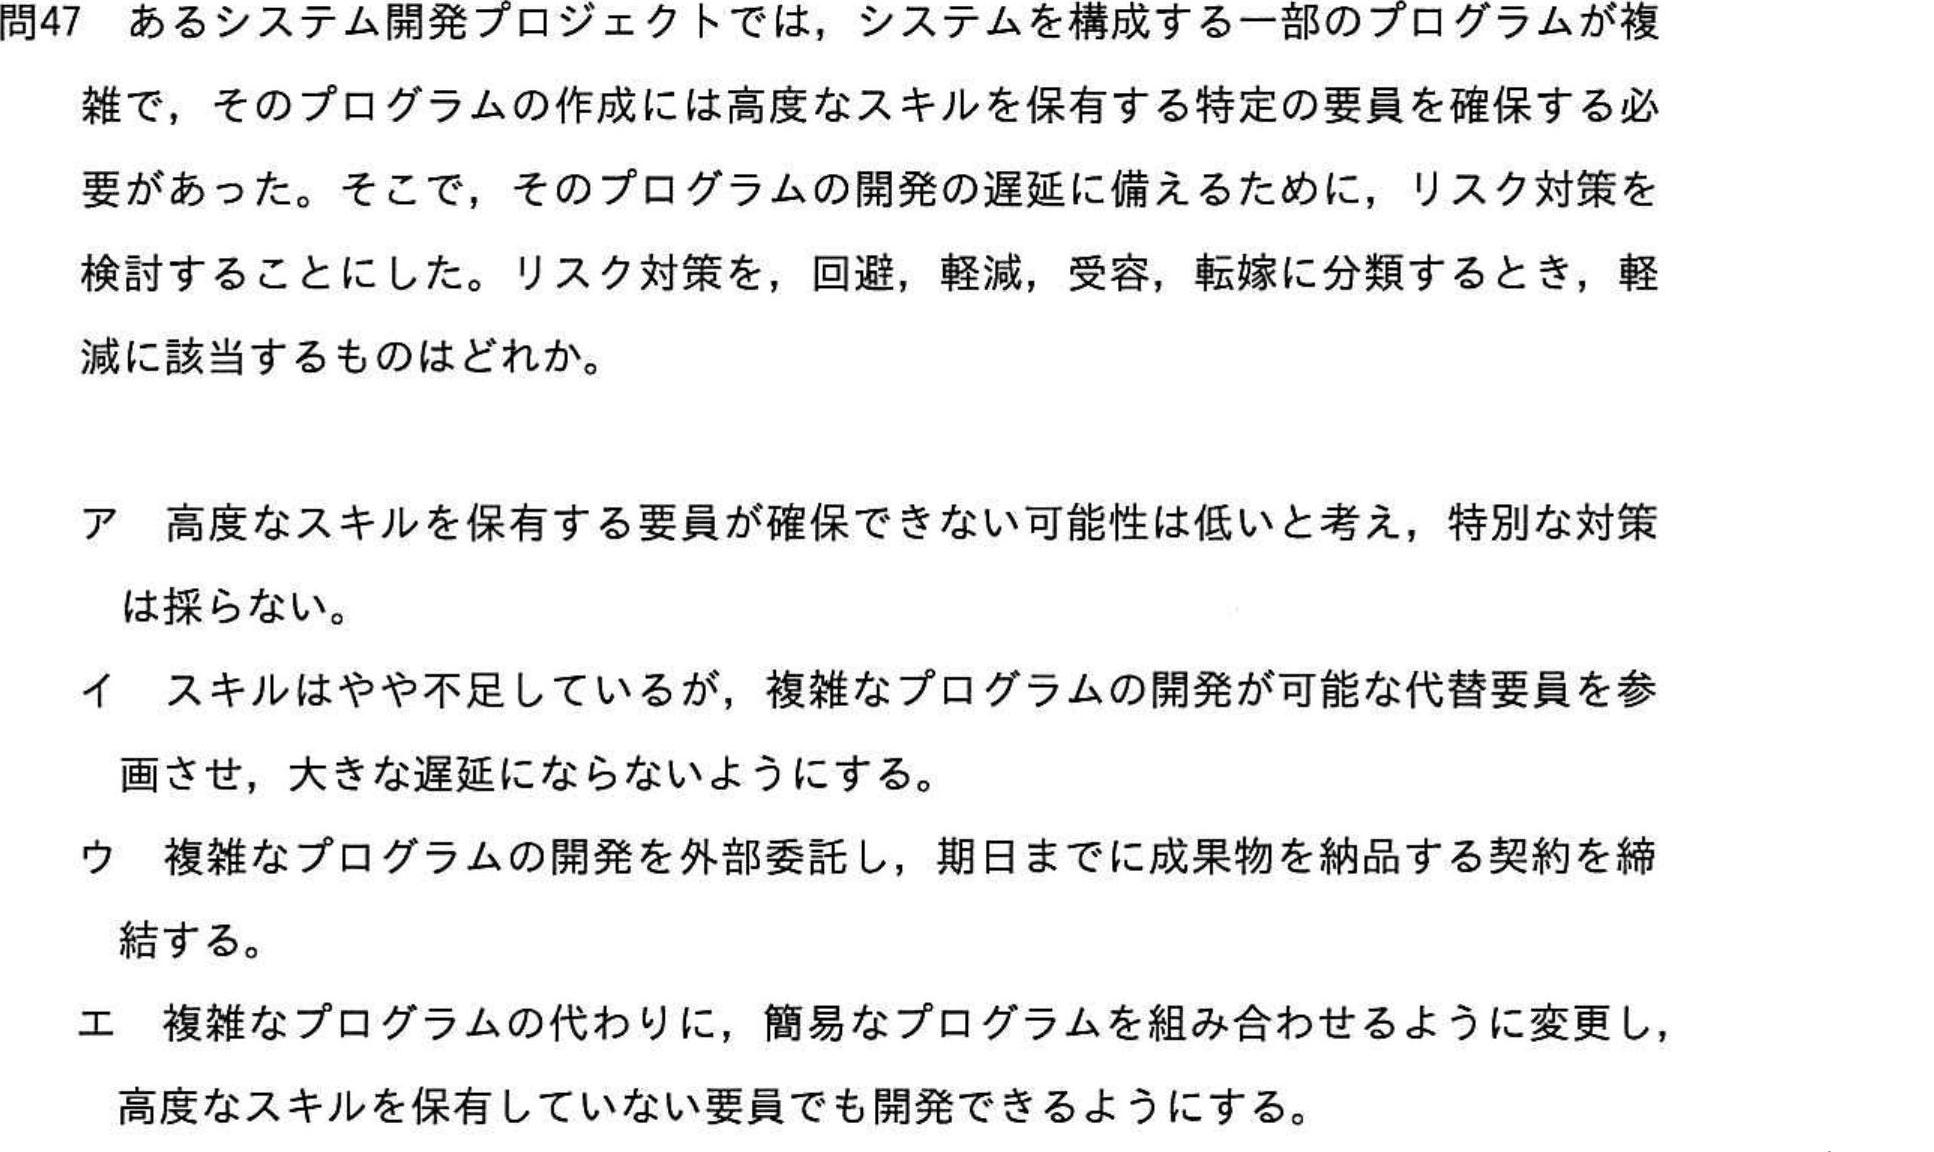 問47　あるシステム開発プロジェクトでは，システムを構成する一部のプログラムが複
雑で，そのプログラムの作成には高度なスキルを保有する特定の要員を確保する必
要があった。そこで，そのプログラムの開発の遅延に備えるために，リスク対策を
検討することにした。リスク対策を，回避，軽減，受容，転嫁に分類するとき，軽
減に該当するものはどれか。
ア　高度なスキルを保有する要員が確保できない可能性は低いと考え，特別な対策
は採らない。
イ　スキルはやや不足しているが，複雑なプログラムの開発が可能な代替要員を参
画させ，大きな遅延にならないようにする。
ウ　複雑なプログラムの開発を外部委託し，期日までに成果物を納品する契約を締
結する。
エ　複雑なプログラムの代わりに，簡易なプログラムを組み合わせるように変更し，
高度なスキルを保有していない要員でも開発できるようにする。